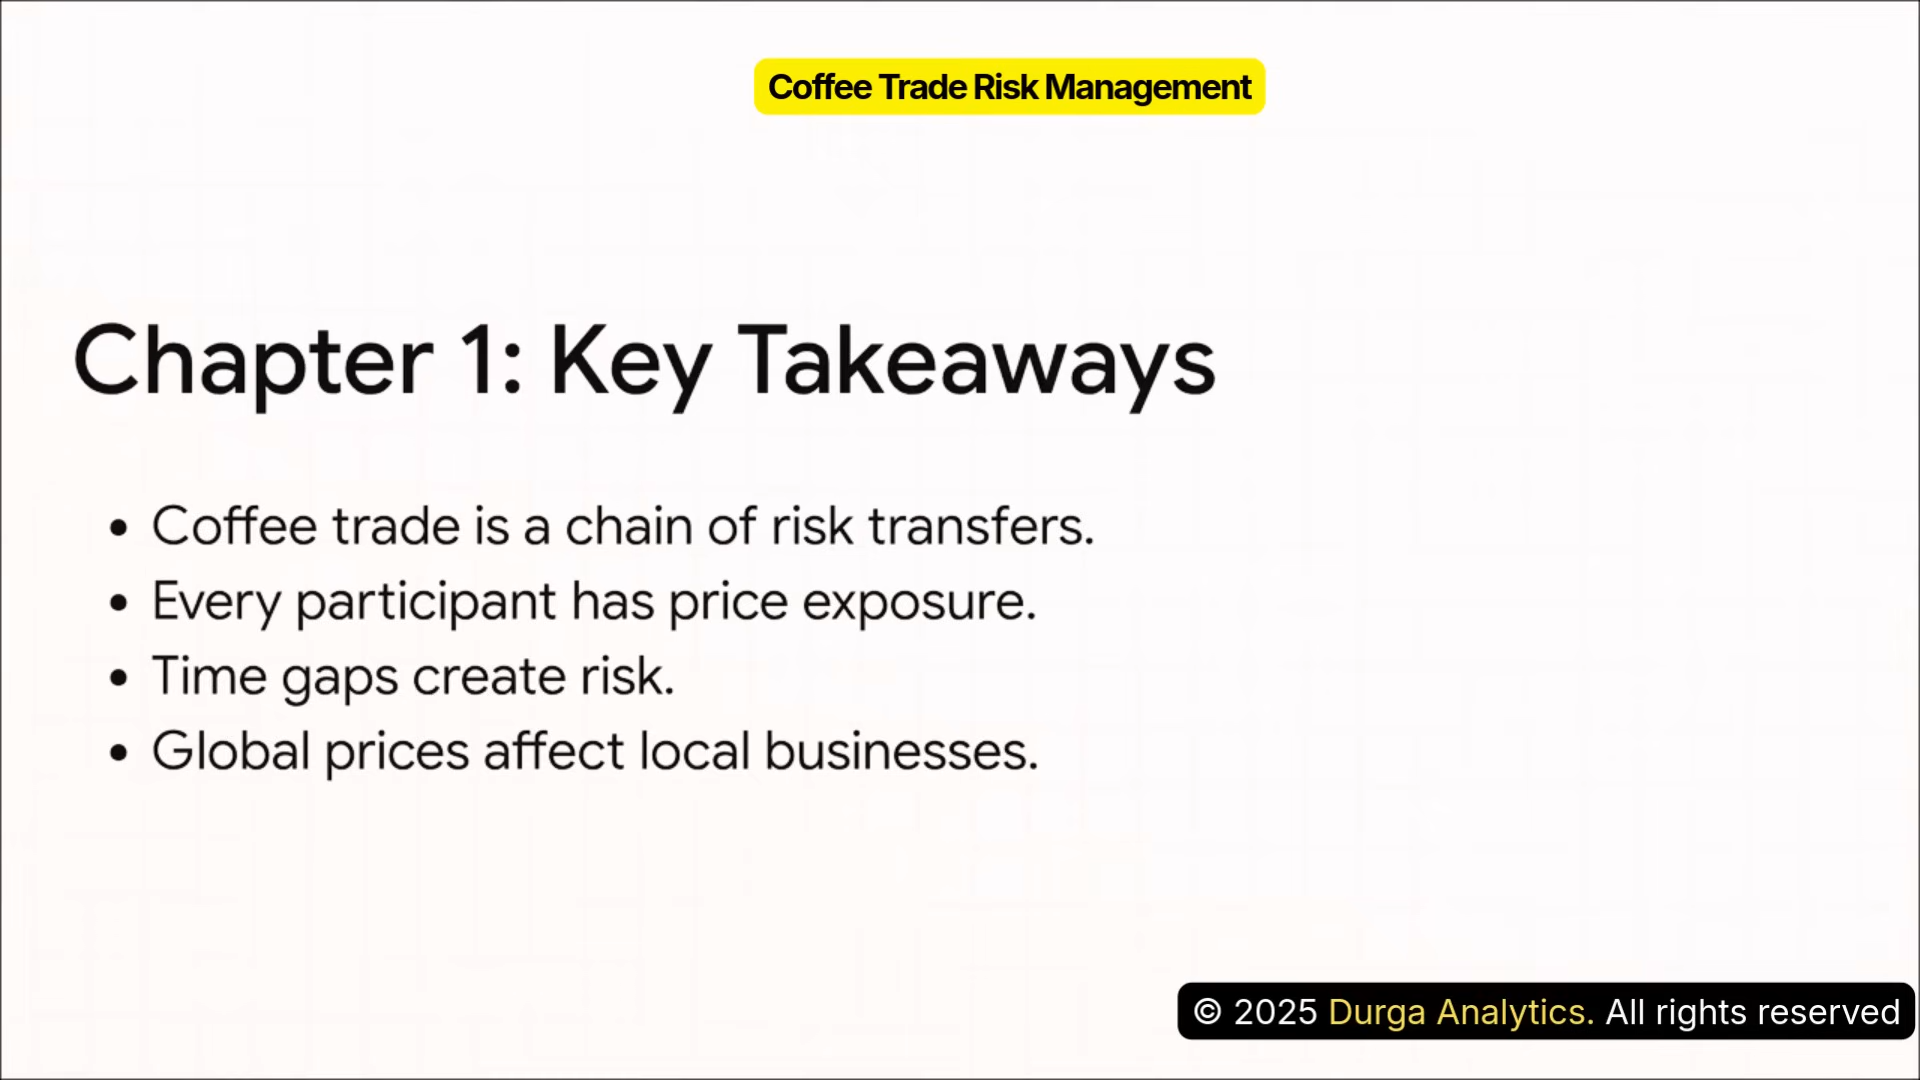 Coffee Trade Risk Management
Chapter 1: Key Takeaways
• Coffee trade is a chain of risk transfers.
• Every participant has price exposure.
• Time gaps create risk.
• Global prices affect local businesses.
© 2025 Durga Analytics. All rights reserved